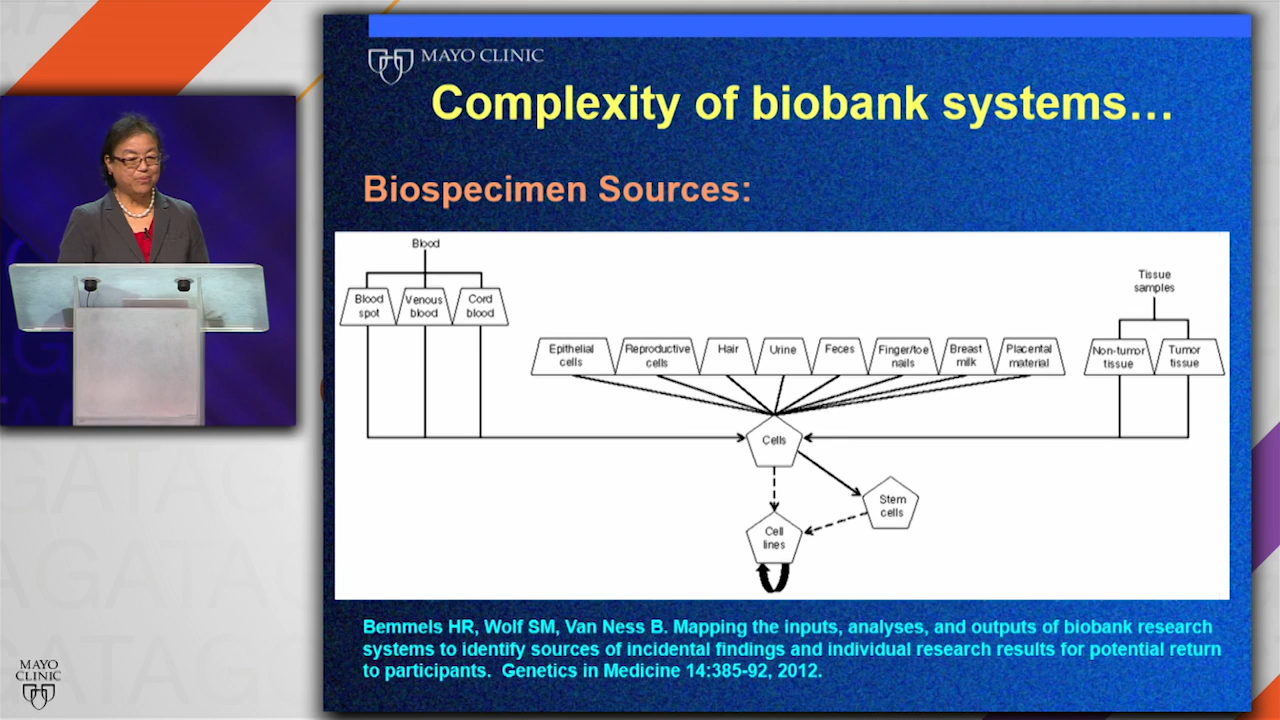 MAYO CLINIC
Complexity of biobank systems…
Biospecimen Sources:
Blood
Blood
spot
Venous
blood
Cord
blood
Tissue
samples
Epithelial
cells
Reproductive
cells
Hair
Urine
Feces
Finger/toe
nails
Breast
milk
Placental
material
Non-tumor
tissue
Tumor
tissue
Cells
Stem
cells
Cell
lines
Bemmels HR, Wolf SM, Van Ness B. Mapping the inputs, analyses, and outputs of biobank research
systems to identify sources of incidental findings and individual research results for potential return
to participants. Genetics in Medicine 14:385-92, 2012.
MAYO
CLINIC